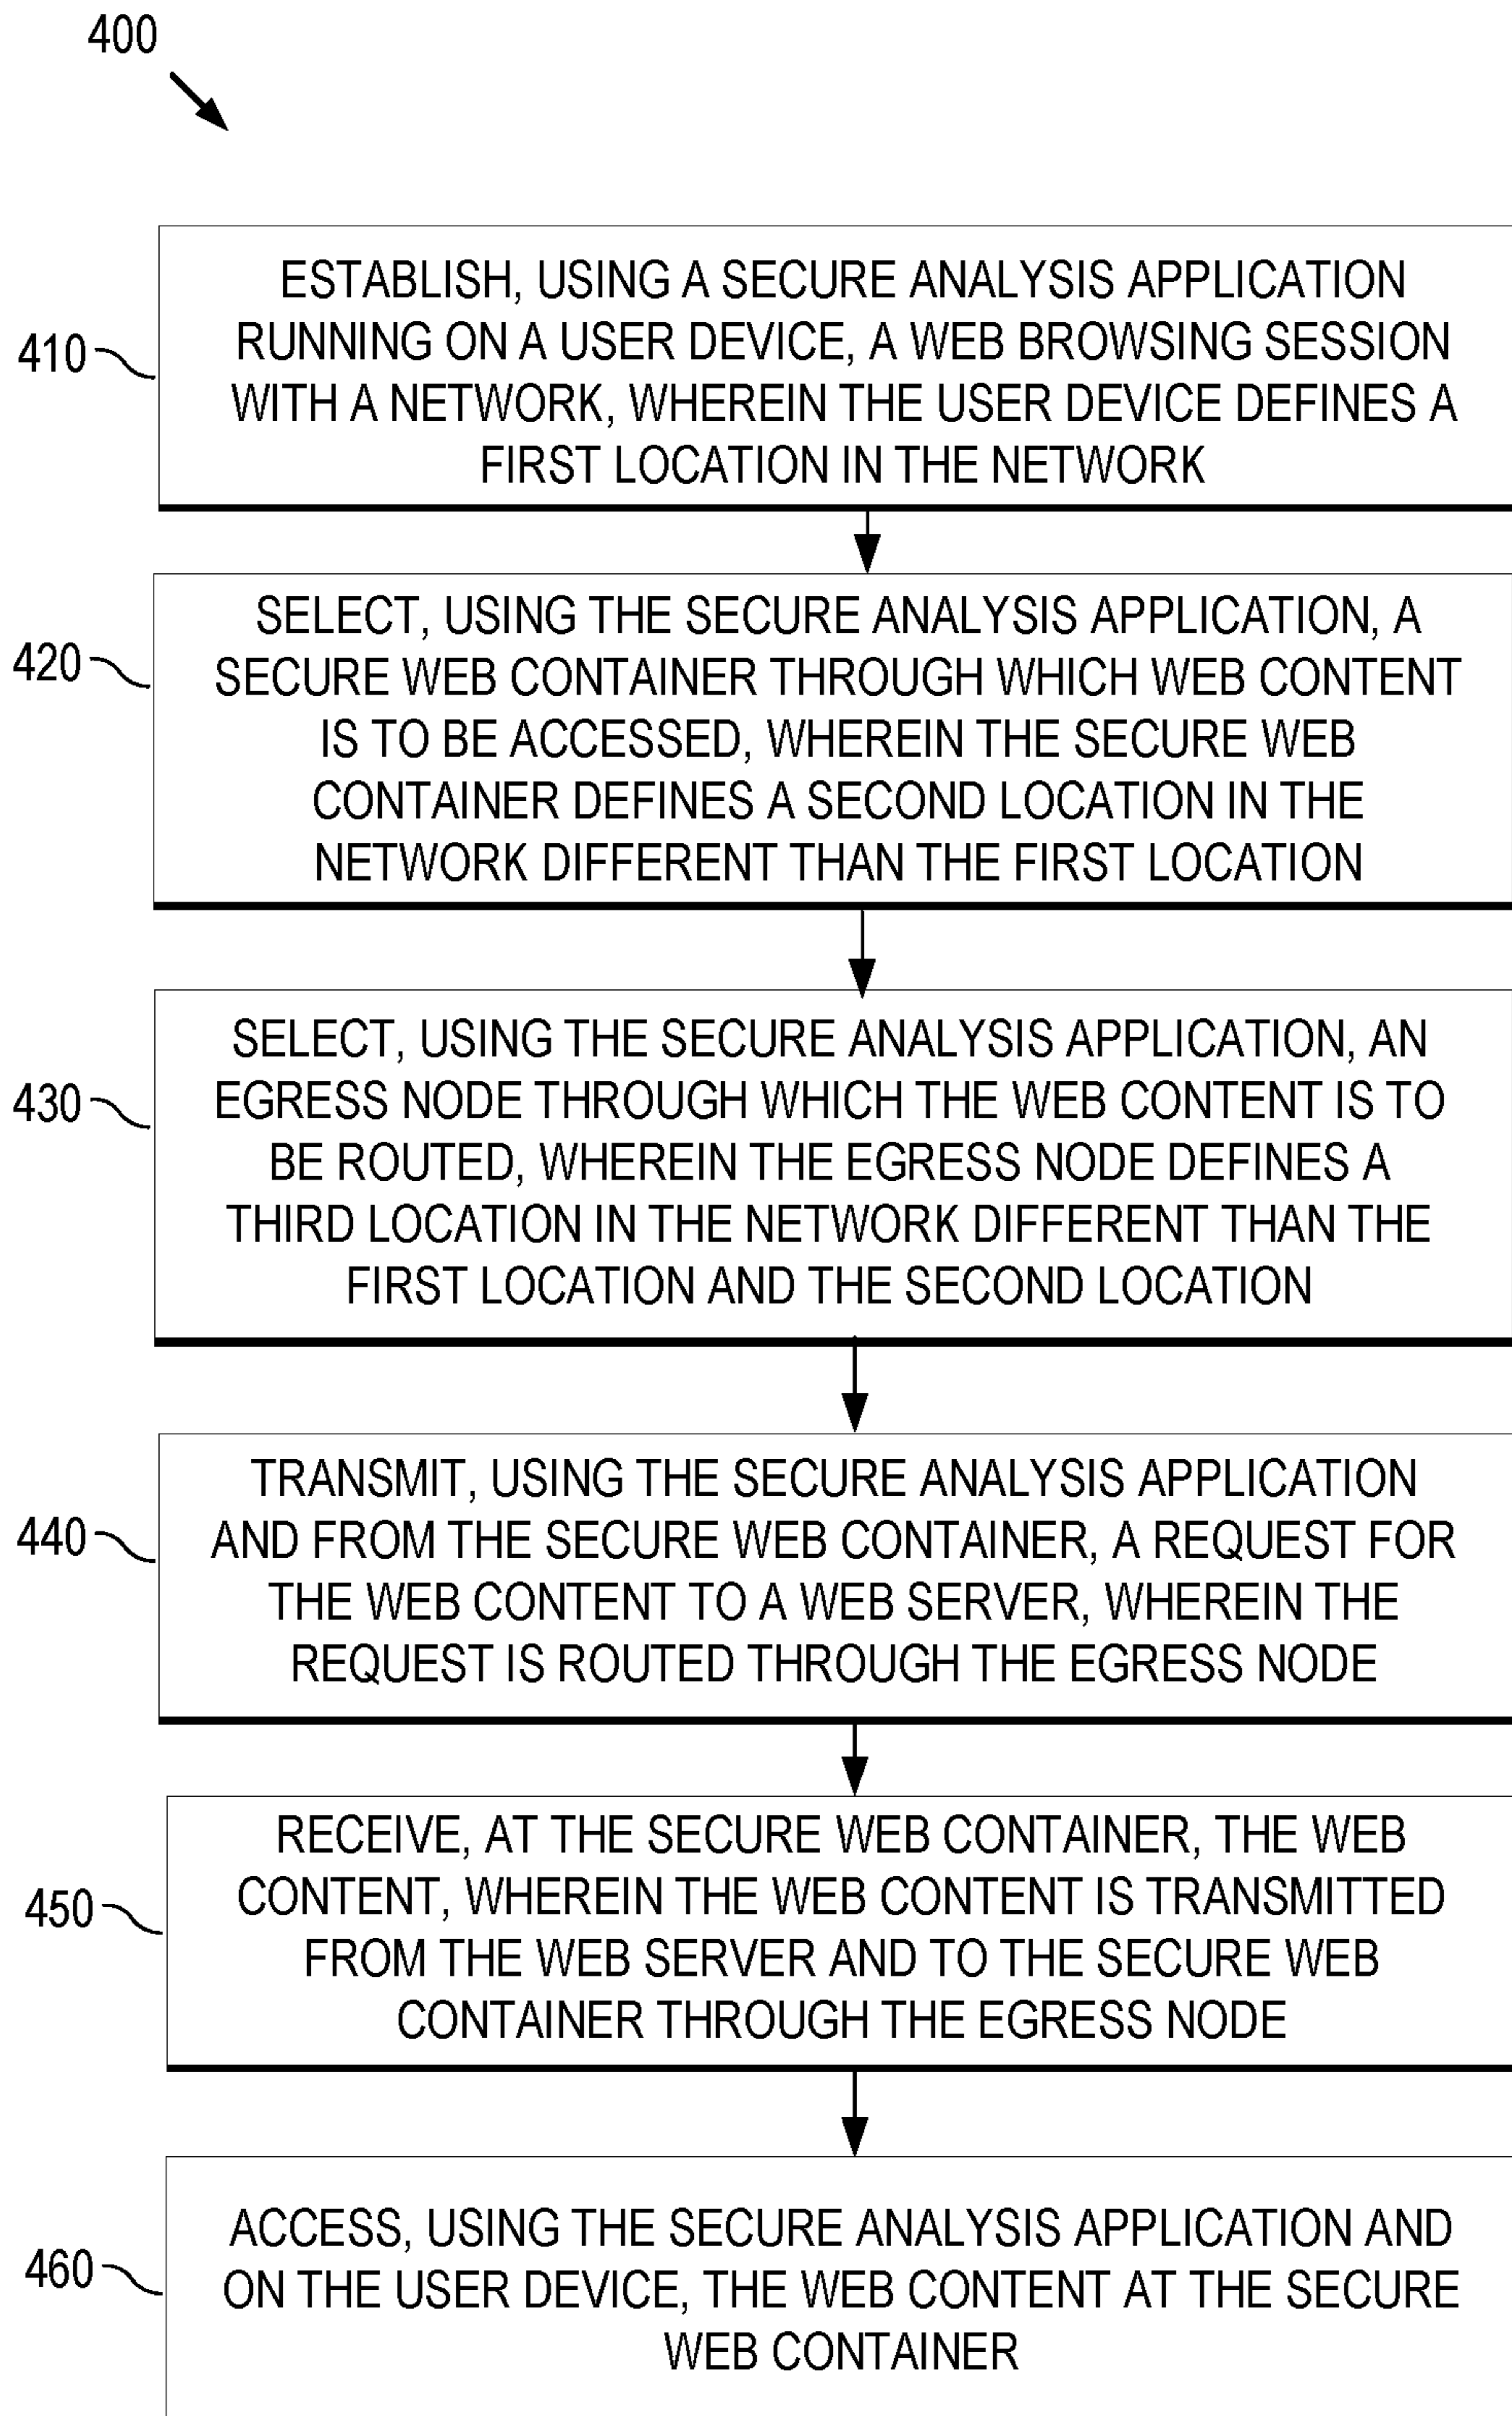 400
410
ESTABLISH, USING A SECURE ANALYSIS APPLICATION
RUNNING ON A USER DEVICE, A WEB BROWSING SESSION
WITH A NETWORK, WHEREIN THE USER DEVICE DEFINES A
FIRST LOCATION IN THE NETWORK
420
SELECT, USING THE SECURE ANALYSIS APPLICATION, A
SECURE WEB CONTAINER THROUGH WHICH WEB CONTENT
IS TO BE ACCESSED, WHEREIN THE SECURE WEB
CONTAINER DEFINES A SECOND LOCATION IN THE
NETWORK DIFFERENT THAN THE FIRST LOCATION
430
SELECT, USING THE SECURE ANALYSIS APPLICATION, AN
EGRESS NODE THROUGH WHICH THE WEB CONTENT IS TO
BE ROUTED, WHEREIN THE EGRESS NODE DEFINES A
THIRD LOCATION IN THE NETWORK DIFFERENT THAN THE
FIRST LOCATION AND THE SECOND LOCATION
440
TRANSMIT, USING THE SECURE ANALYSIS APPLICATION
AND FROM THE SECURE WEB CONTAINER, A REQUEST FOR
THE WEB CONTENT TO A WEB SERVER, WHEREIN THE
REQUEST IS ROUTED THROUGH THE EGRESS NODE
450
RECEIVE, AT THE SECURE WEB CONTAINER, THE WEB
CONTENT, WHEREIN THE WEB CONTENT IS TRANSMITTED
FROM THE WEB SERVER AND TO THE SECURE WEB
CONTAINER THROUGH THE EGRESS NODE
460
ACCESS, USING THE SECURE ANALYSIS APPLICATION AND
ON THE USER DEVICE, THE WEB CONTENT AT THE SECURE
WEB CONTAINER